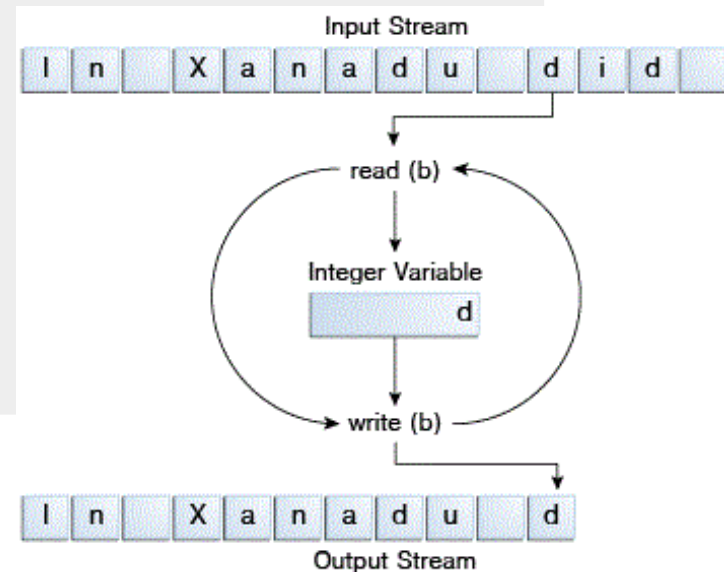 Input Stream
I n X a n a d u d i d
read (b)
Integer Variable
d
write (b)
I n X a n a d u d
Output Stream